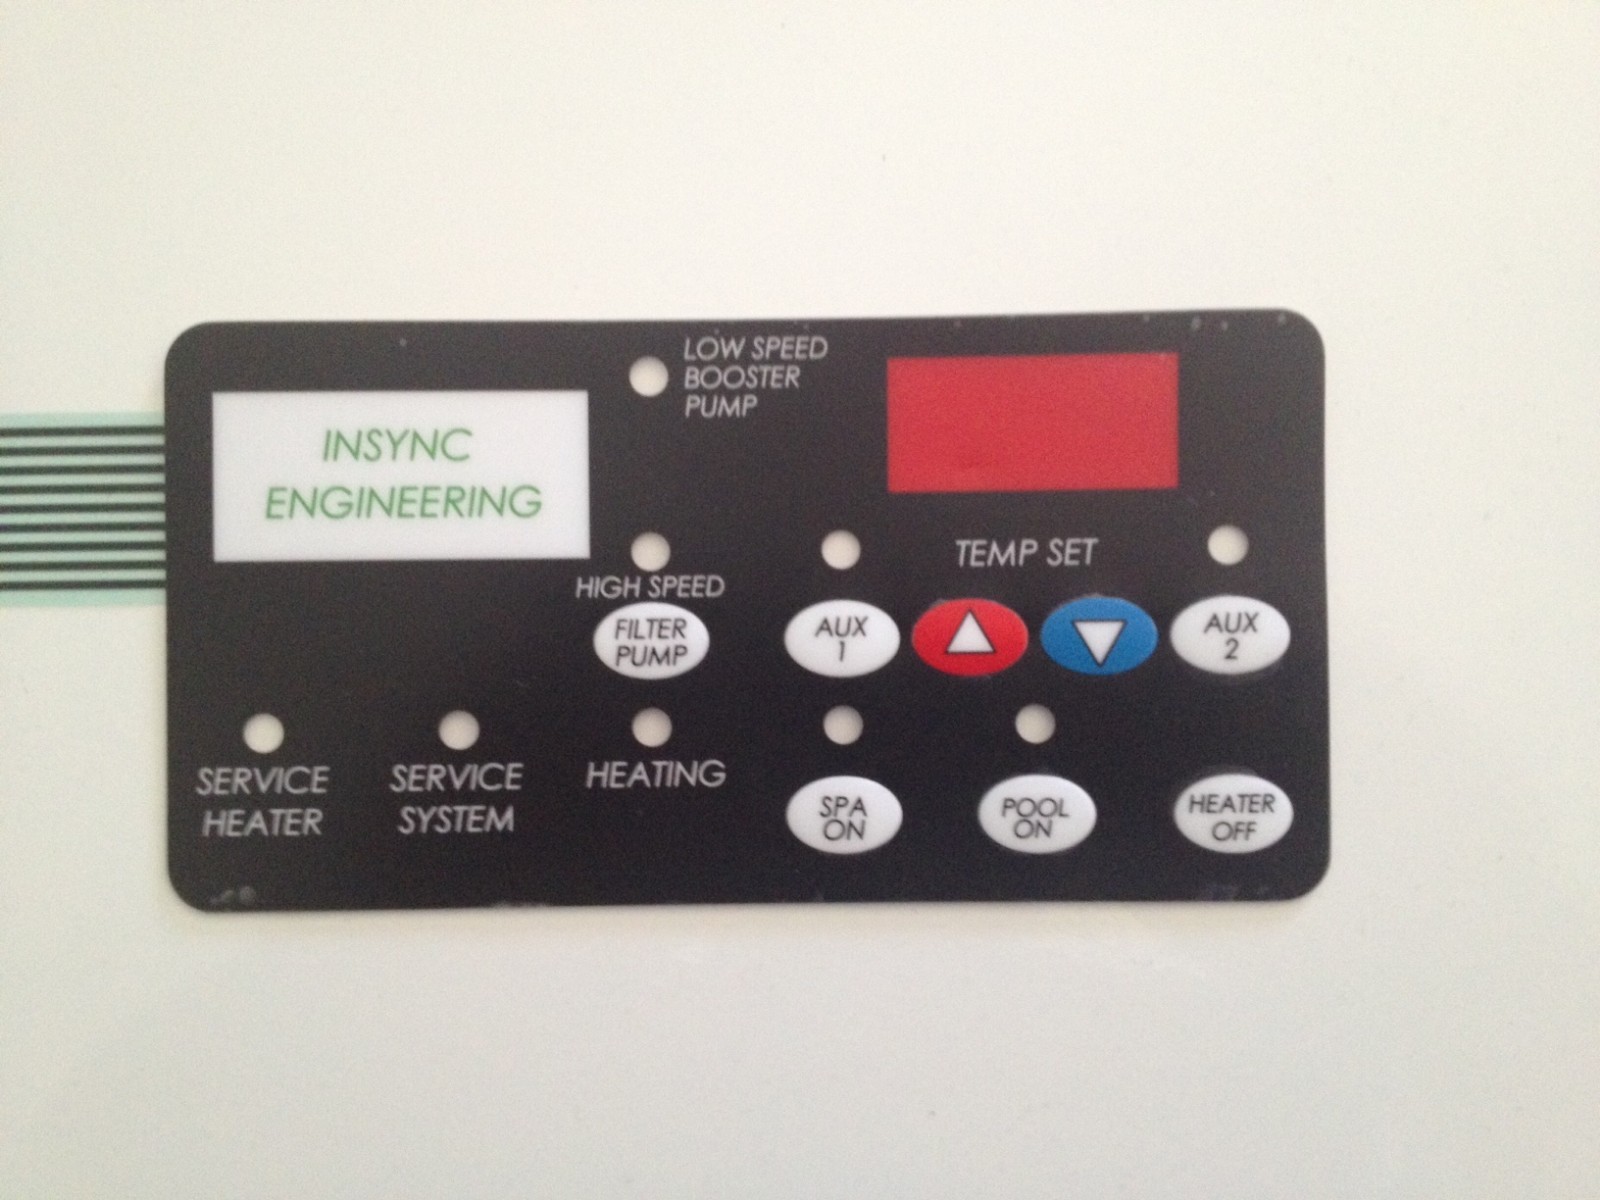 LOW SPEED
BOOSTER
PUMP
INSYNC
ENGINEERING
HIGH SPEED
FILTER
PUMP
AUX
1
TEMP SET
AUX
2
SERVICE
HEATER
SERVICE
SYSTEM
HEATING
SPA
ON
POOL
ON
HEATER
OFF